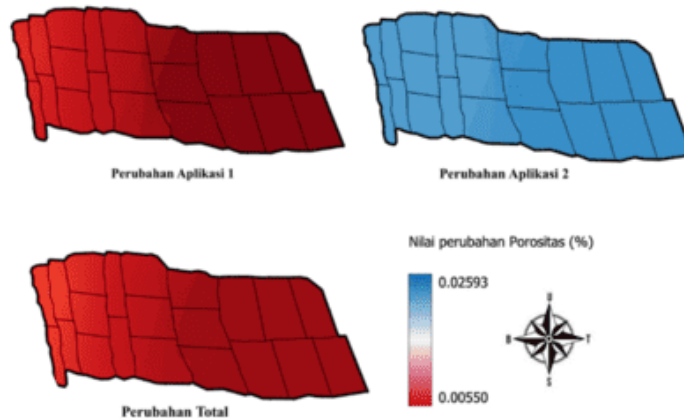 Perubahan Aplikasi 1
Perubahan Aplikasi 2
Nilai perubahan Porositas (%)
0.02593
0.00550
U
B
T
S
Perubahan Total